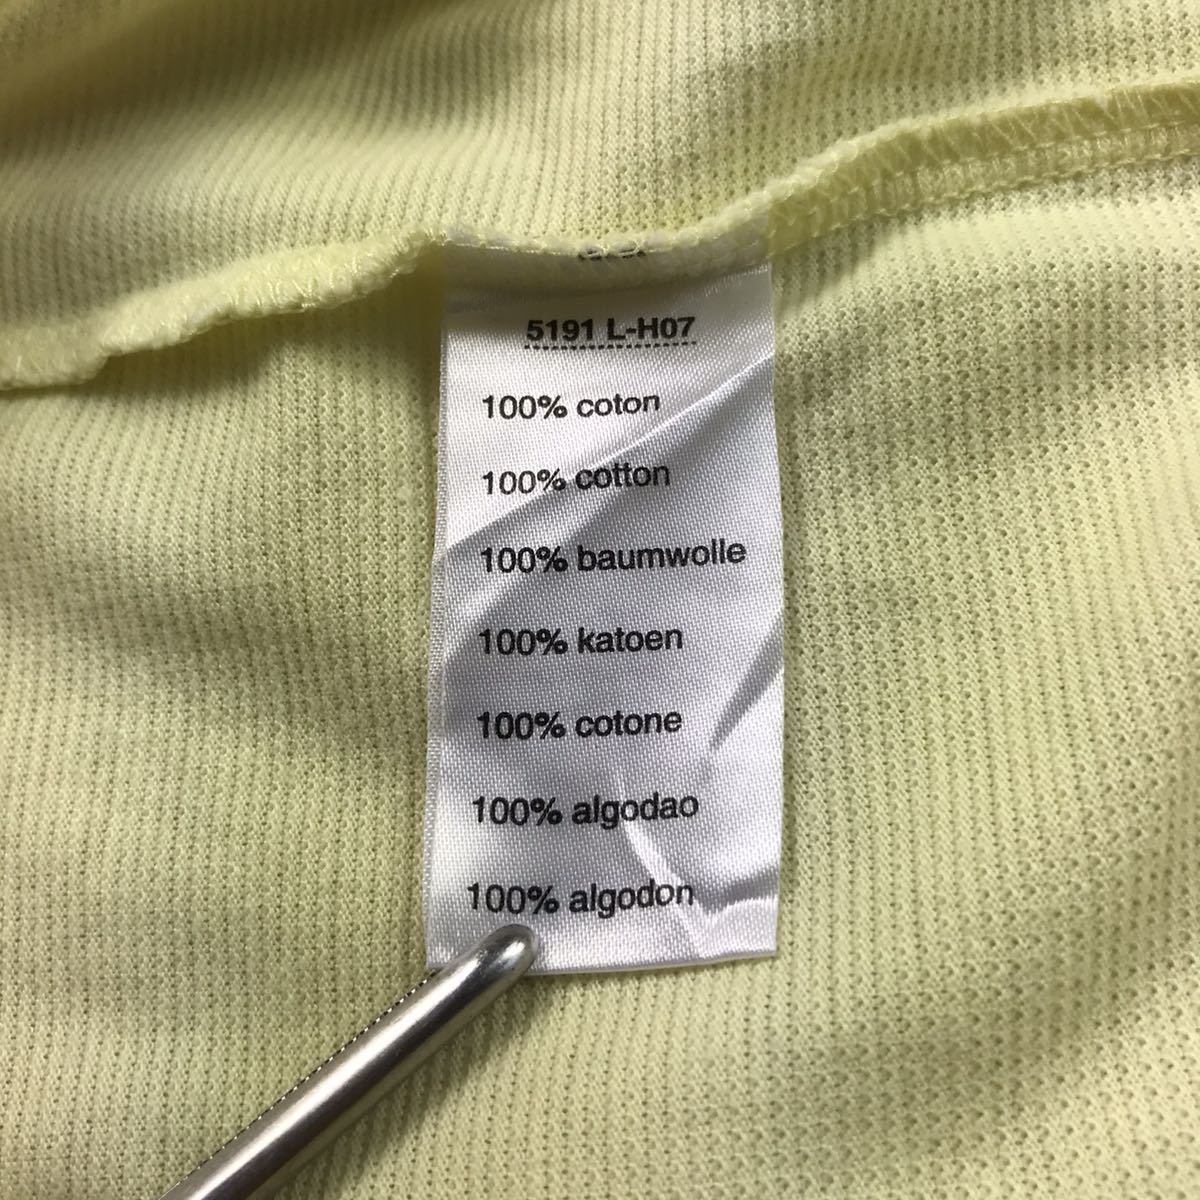 5191 L-H07
100% coton
100% cotton
100% baumwolle
100% katoen
100% cotone
100% algodao
100% algodon